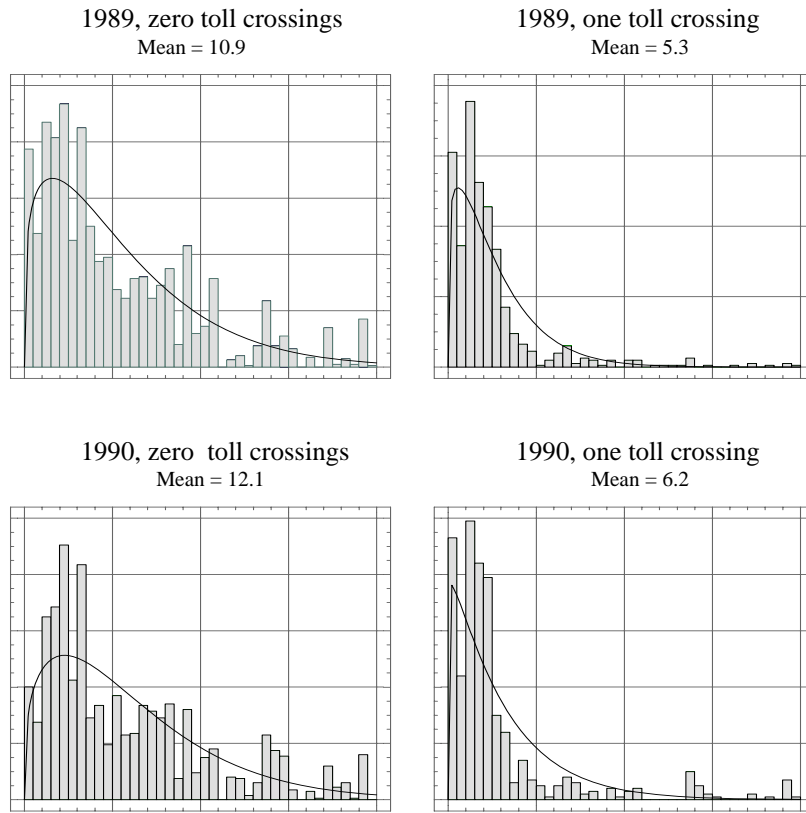 1989, zero toll crossings
Mean = 10.9
1989, one toll crossing
Mean = 5.3
1990, zero  toll crossings
Mean = 12.1
1990, one toll crossing
Mean = 6.2